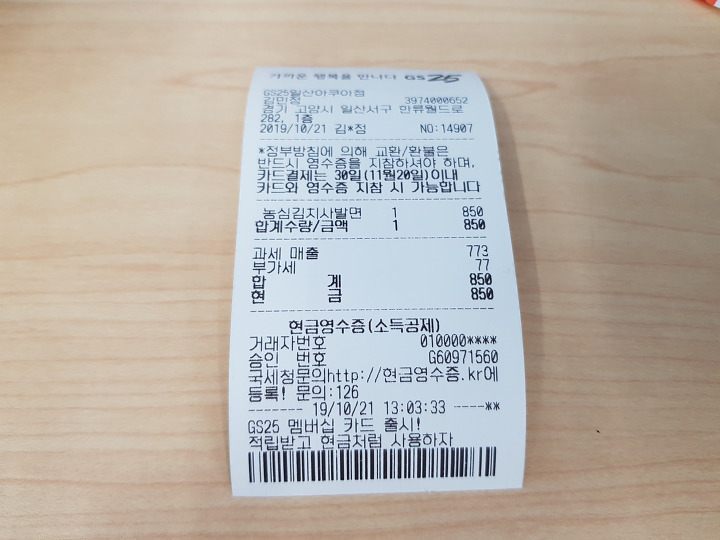 가까운 행복을 만나다 GS25
GS25일산아쿠아점
김민정 3974000652
경기 고양시 일산서구 한류월드로
282, 1층
2019/10/21 김*정 NO:14907
*정부방침에 의해 교환/환불은
반드시 영수증을 지참하셔야 하며,
카드결제는 30일(11월20일)이내
카드와 영수증 지참 시 가능합니다
농심김치사발면 1 850
합계수량/금액 1 850
과세 매출 773
부가세 77
합 계 850
현 금 850
현금영수증(소득공제)
거래자번호 010000****
승인 번호 G60971560
국세청문의http://현금영수증.kr에
등록! 문의:126
------- 19/10/21 13:03:33 ----**
GS25 멤버십 카드 출시!
적립받고 현금처럼 사용하자